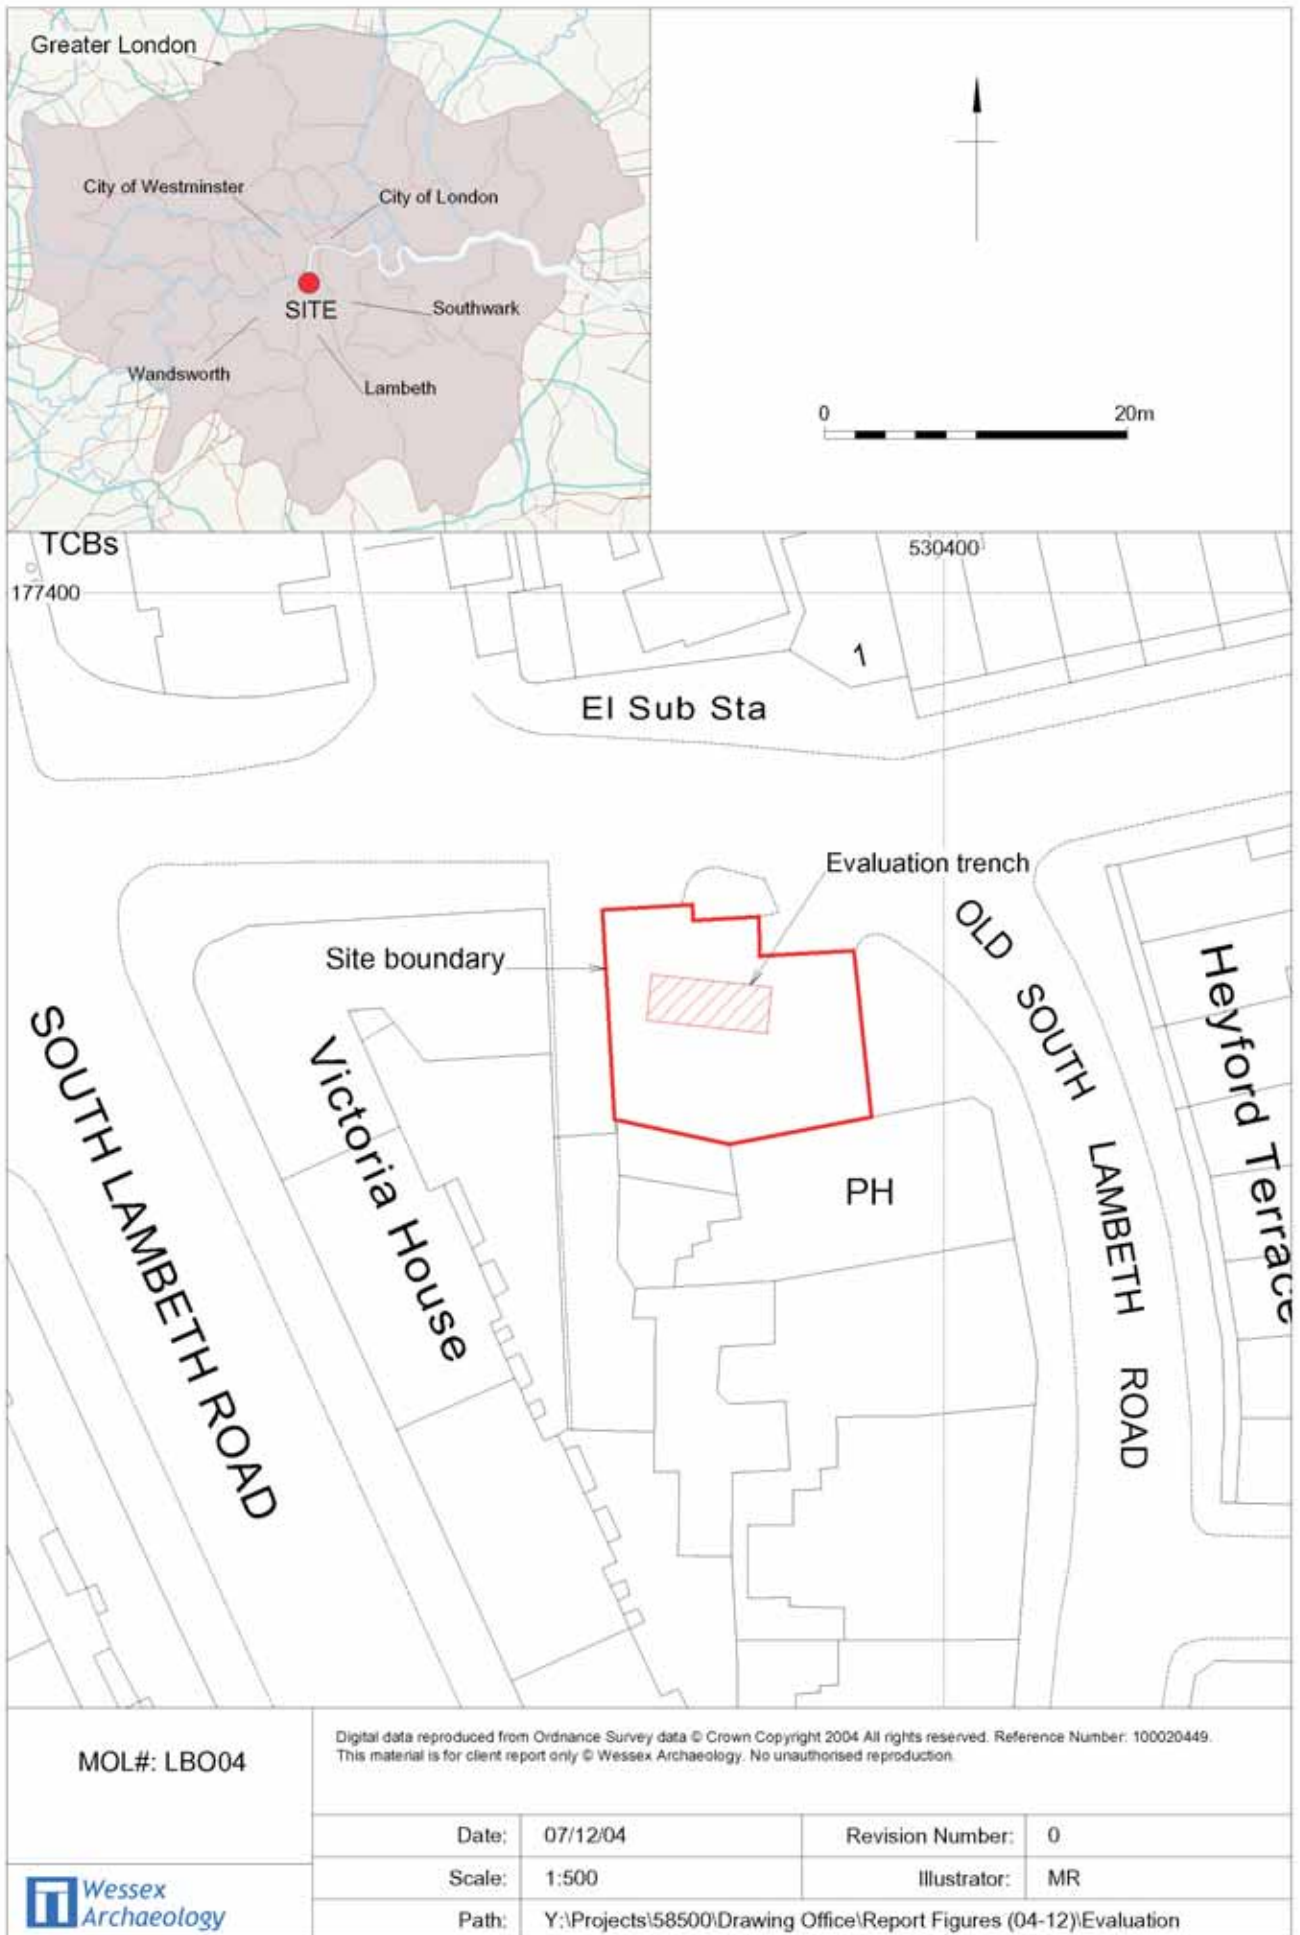 Greater London
City of Westminster
City of London
SITE
Southwark
Wandsworth
Lambeth
0 20m
TCBs
530400
177400
1
El Sub Sta
Evaluation trench
Site boundary
OLD SOUTH LAMBETH ROAD
Heyford Terrace
SOUTH LAMBETH ROAD
Victoria House
PH
MOL#: LBO04
Digital data reproduced from Ordnance Survey data © Crown Copyright 2004 All rights reserved. Reference Number: 100020449.
This material is for client report only © Wessex Archaeology. No unauthorised reproduction.
Date: 07/12/04 Revision Number: 0
Scale: 1:500 Illustrator: MR
Path: Y:\Projects\58500\Drawing Office\Report Figures (04-12)\Evaluation
Wessex
Archaeology